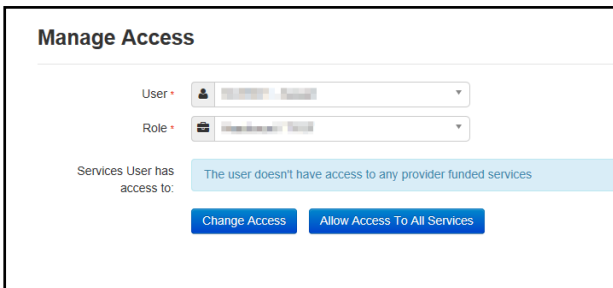 Manage Access
User *
Role *
Services User has
access to:
The user doesn't have access to any provider funded services
Change Access
Allow Access To All Services